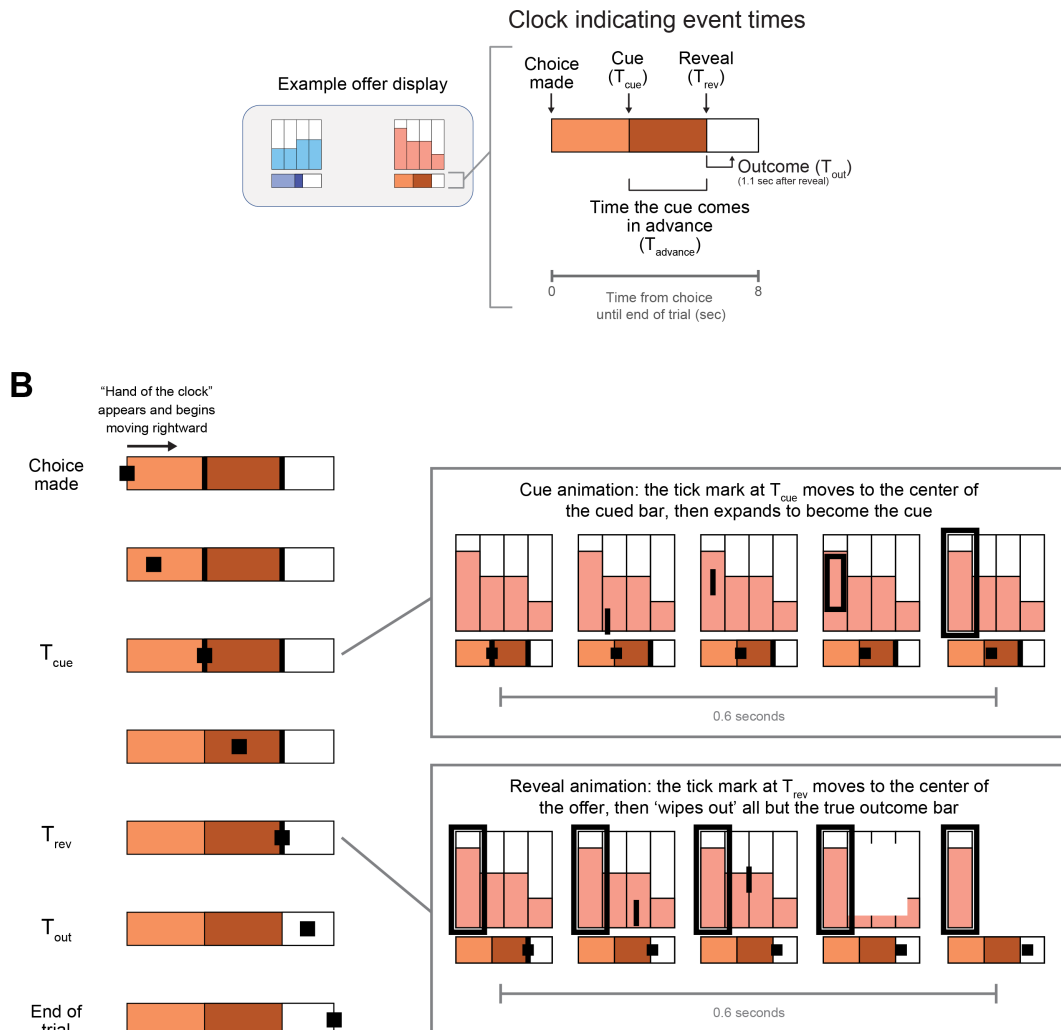 Clock indicating event times
Example offer display
Choice
made
Cue
(Tcue)
Reveal
(Trev)
Outcome (Tout)
(1.1 sec after reveal)
Time the cue comes
in advance
(Tadvance)
0
8
Time from choice
until end of trial (sec)
B
“Hand of the clock”
appears and begins
moving rightward
Choice
made
Tcue
Trev
Tout
End of
trial
Cue animation: the tick mark at Tcue moves to the center of
the cued bar, then expands to become the cue
0.6 seconds
Reveal animation: the tick mark at Trev moves to the center of
the offer, then ‘wipes out’ all but the true outcome bar
0.6 seconds